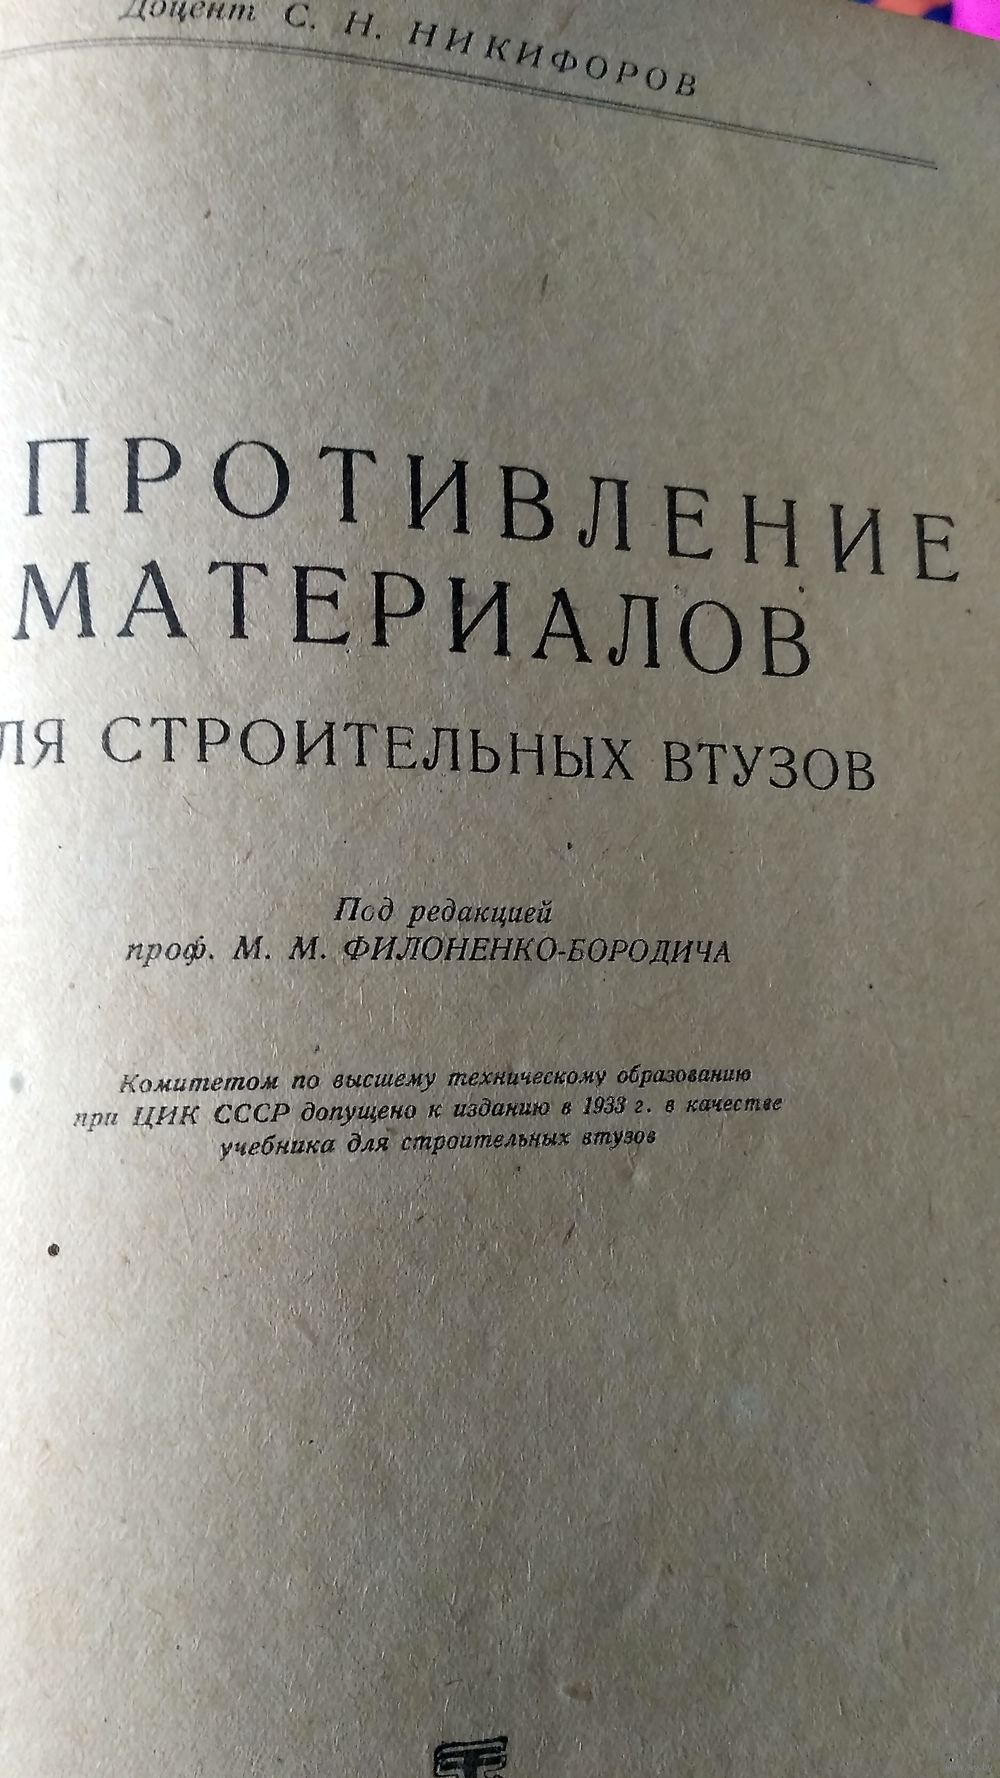 Доцент С. Н. НИКИФОРОВ
ПРОТИВЛЕНИЕ
МАТЕРИАЛОВ
ЛЯ СТРОИТЕЛЬНЫХ ВТУЗОВ
Под редакцией
проф. М. М. ФИЛОНЕНКО-БОРОДИЧА
Комитетом по высшему техническому образованию
при ЦИК СССР допущено к изданию в 1933 г. в качестве
учебника для строительных втузов